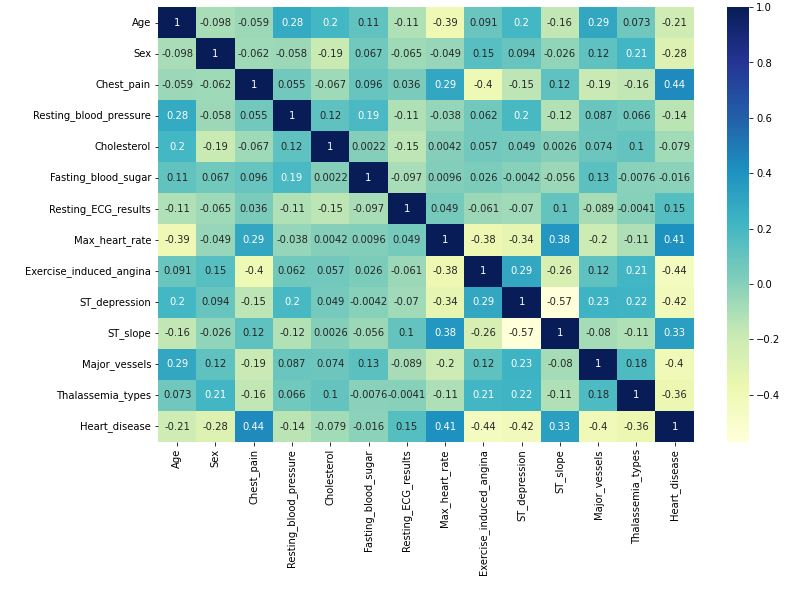 Age 1 -0.098 -0.059 0.28 0.2 0.11 -0.11 -0.39 0.091 0.2 -0.16 0.29 0.073 -0.21
Sex -0.098 1 -0.062 -0.058 -0.19 0.067 -0.065 -0.049 0.15 0.094 -0.026 0.12 0.21 -0.28
Chest_pain -0.059 -0.062 1 0.055 -0.067 0.096 0.036 0.29 -0.4 -0.15 0.12 -0.19 -0.16 0.44
Resting_blood_pressure 0.28 -0.058 0.055 1 0.12 0.19 -0.11 -0.038 0.062 0.2 -0.12 0.087 0.066 -0.14
Cholesterol 0.2 -0.19 -0.067 0.12 1 0.0022 -0.15 0.0042 0.057 0.049 0.0026 0.074 0.1 -0.079
Fasting_blood_sugar 0.11 0.067 0.096 0.19 0.0022 1 -0.097 0.0096 0.026 -0.0042 -0.056 0.13 -0.0076 -0.016
Resting_ECG_results -0.11 -0.065 0.036 -0.11 -0.15 -0.097 1 0.049 -0.061 -0.07 0.1 -0.089 -0.0041 0.15
Max_heart_rate -0.39 -0.049 0.29 -0.038 0.0042 0.0096 0.049 1 -0.38 -0.34 0.38 -0.2 -0.11 0.41
Exercise_induced_angina 0.091 0.15 -0.4 0.062 0.057 0.026 -0.061 -0.38 1 0.29 -0.26 0.12 0.21 -0.44
ST_depression 0.2 0.094 -0.15 0.2 0.049 -0.0042 -0.07 -0.34 0.29 1 -0.57 0.23 0.22 -0.42
ST_slope -0.16 -0.026 0.12 -0.12 0.0026 -0.056 0.1 0.38 -0.26 -0.57 1 -0.08 -0.11 0.33
Major_vessels 0.29 0.12 -0.19 0.087 0.074 0.13 -0.089 -0.2 0.12 0.23 -0.08 1 0.18 -0.4
Thalassemia_types 0.073 0.21 -0.16 0.066 0.1 -0.0076 -0.0041 -0.11 0.21 0.22 -0.11 0.18 1 -0.36
Heart_disease -0.21 -0.28 0.44 -0.14 -0.079 -0.016 0.15 0.41 -0.44 -0.42 0.33 -0.4 -0.36 1
Age
Sex
Chest_pain
Resting_blood_pressure
Cholesterol
Fasting_blood_sugar
Resting_ECG_results
Max_heart_rate
Exercise_induced_angina
ST_depression
ST_slope
Major_vessels
Thalassemia_types
Heart_disease
1.0
0.8
0.6
0.4
0.2
0.0
−0.2
−0.4